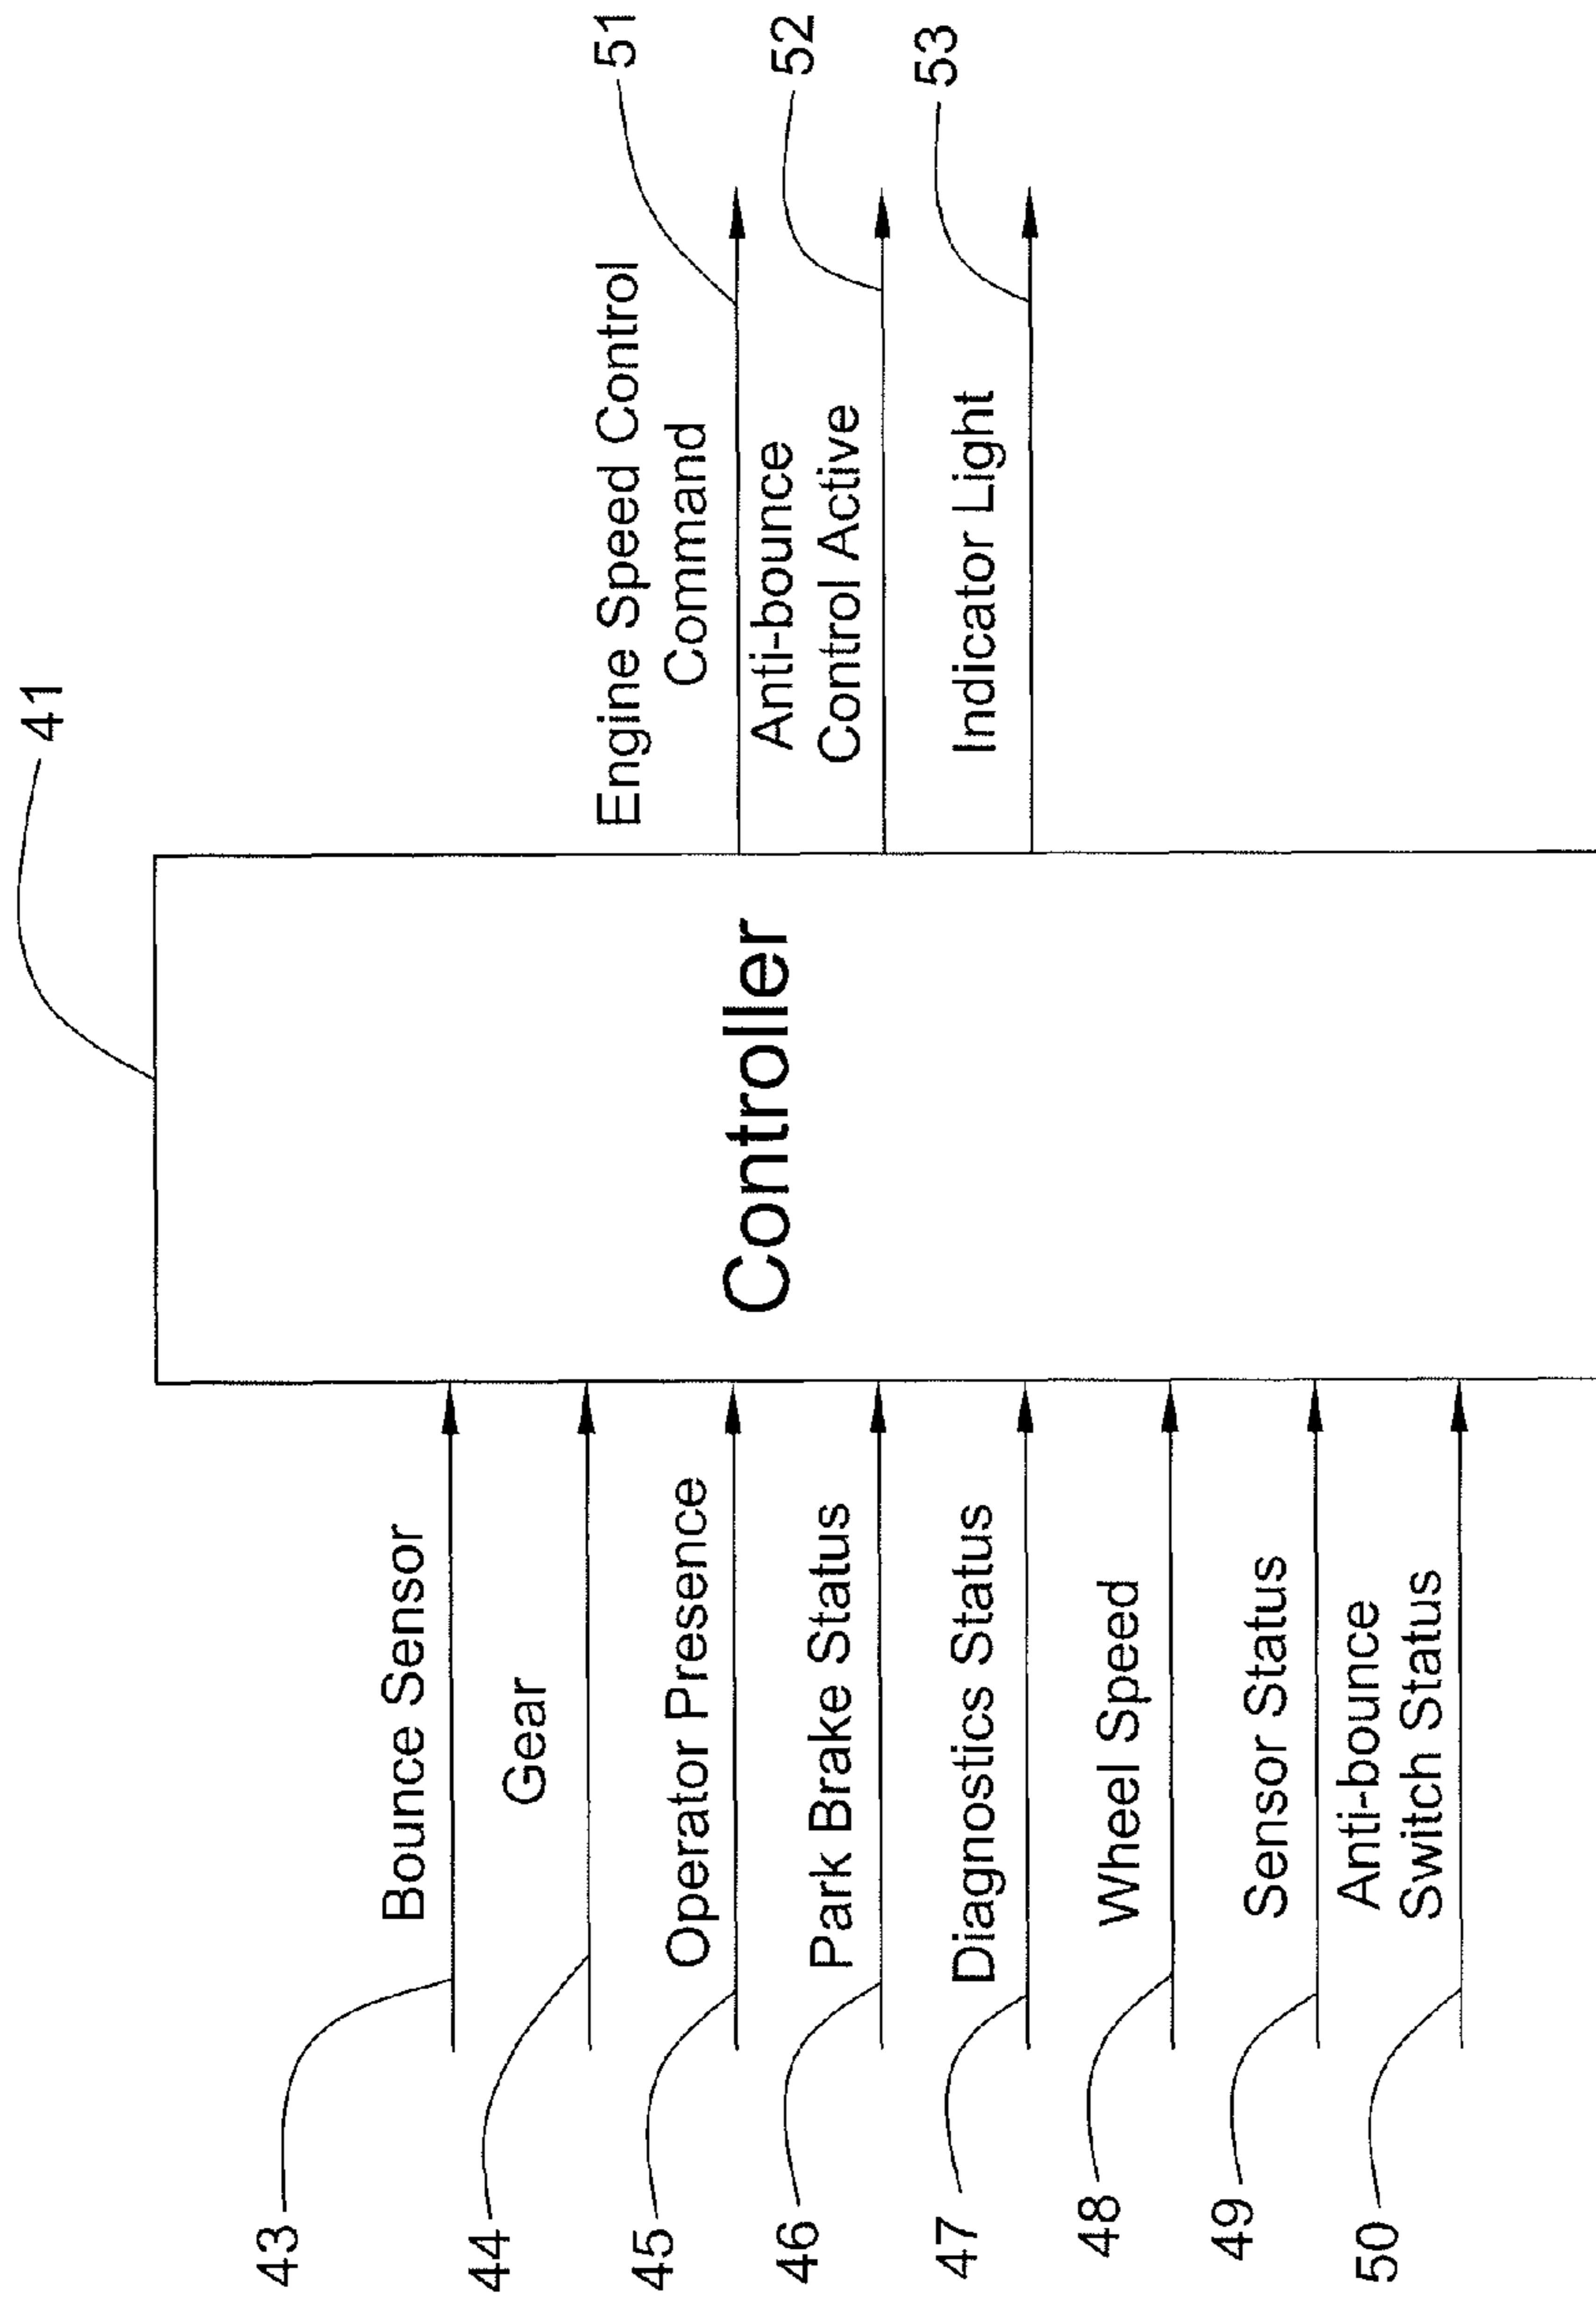 41
43
Bounce Sensor
44
Gear
45
Operator Presence
46
Park Brake Status
47
Diagnostics Status
48
Wheel Speed
49
Sensor Status
50
Anti-bounce
Switch Status
Controller
Engine Speed Control
Command
51
Anti-bounce
Control Active
52
Indicator Light
53